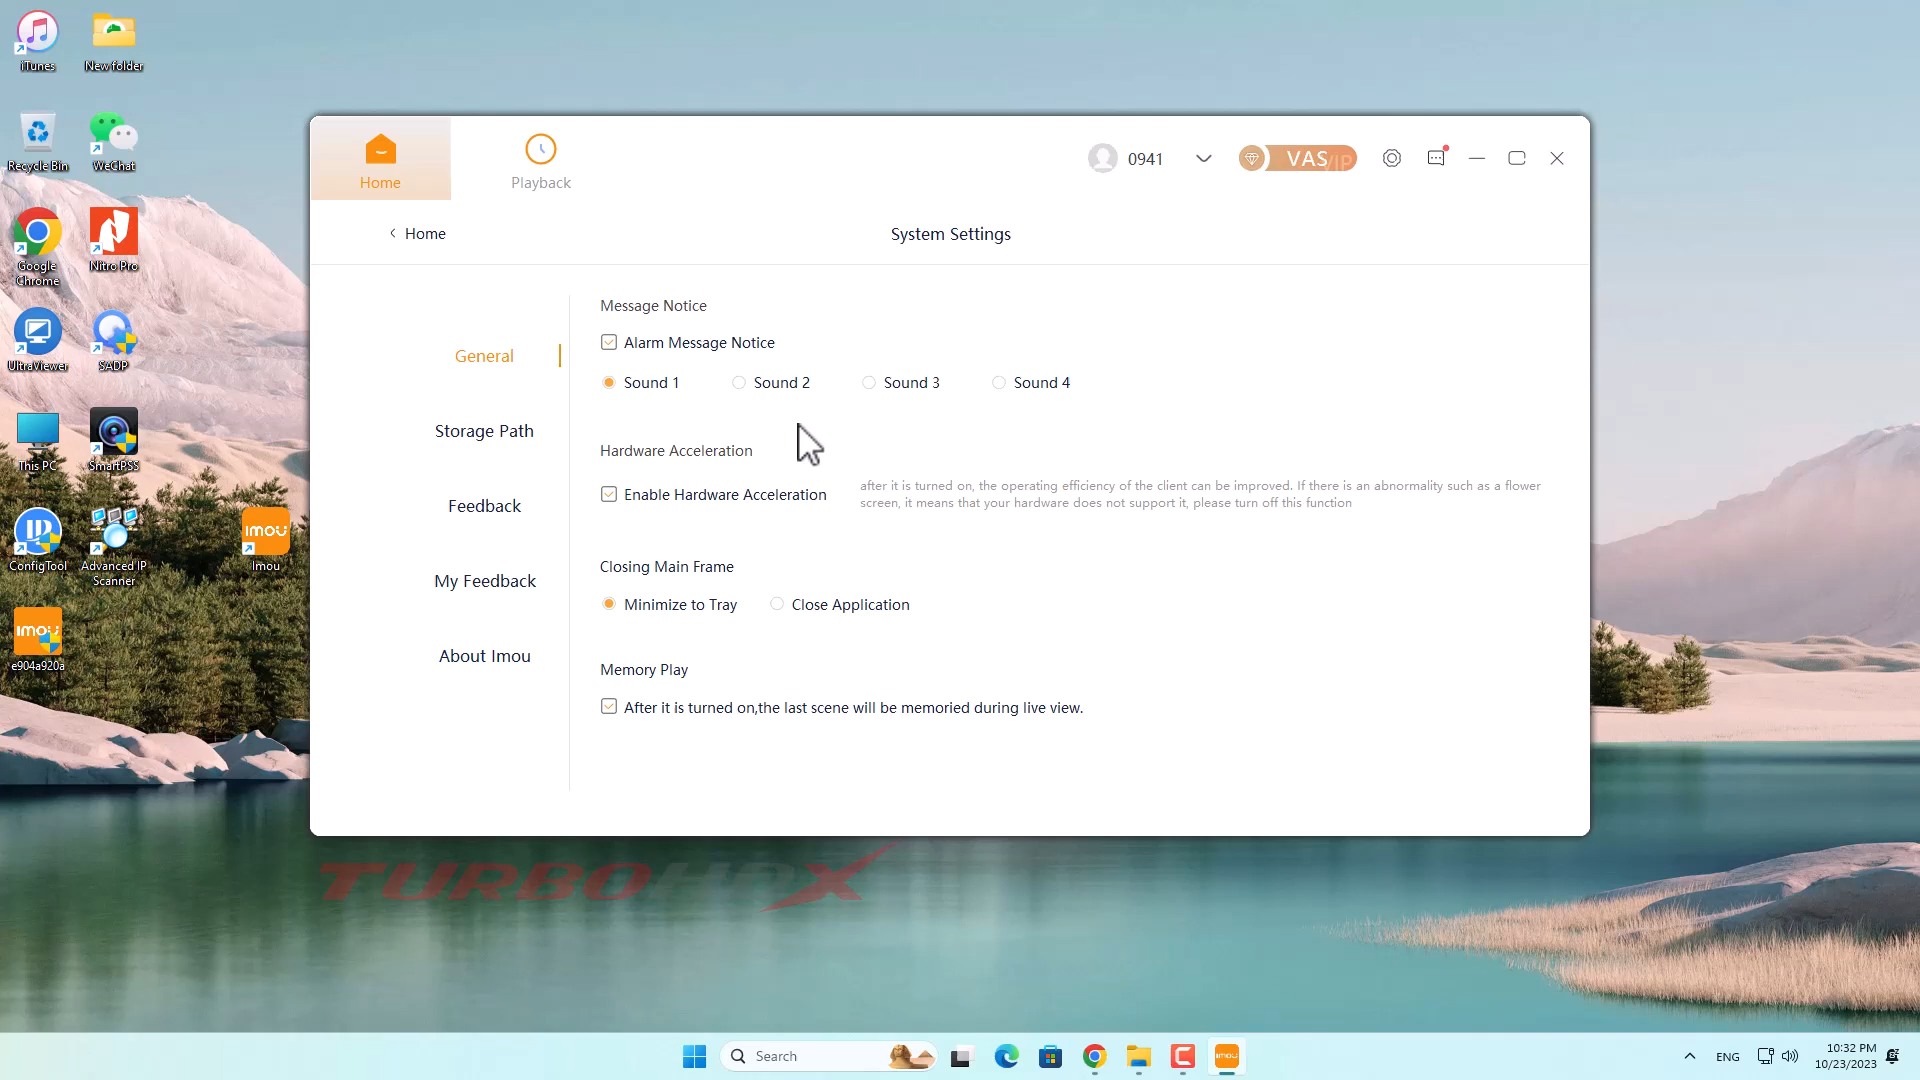 iTunes
New folder
Recycle Bin
WeChat
Google
Chrome
Nitro Pro
UltraViewer
SADP
This PC
SmartPSS
ConfigTool
Advanced IP
Scanner
imou
Imou
imou
e904a920a
Home
Playback
0941
VAS
VIP
Home
System Settings
General
Storage Path
Feedback
My Feedback
About Imou
Message Notice
Alarm Message Notice
Sound 1
Sound 2
Sound 3
Sound 4
Hardware Acceleration
Enable Hardware Acceleration
after it is turned on, the operating efficiency of the client can be improved. If there is an abnormality such as a flower
screen, it means that your hardware does not support it, please turn off this function
Closing Main Frame
Minimize to Tray
Close Application
Memory Play
After it is turned on,the last scene will be memoried during live view.
TURBOHDX
Search
imou
ENG
10:32 PM
10/23/2023